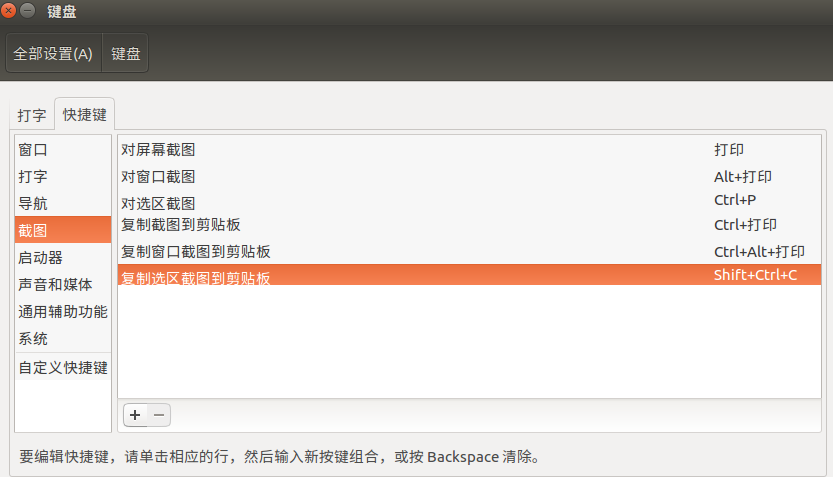 键盘
全部设置(A) 键盘
打字 快捷键
窗口
打字
导航
截图
启动器
声音和媒体
通用辅助功能
系统
自定义快捷键
对屏幕截图 打印
对窗口截图 Alt+打印
对选区截图 Ctrl+P
复制截图到剪贴板 Ctrl+打印
复制窗口截图到剪贴板 Ctrl+Alt+打印
复制选区截图到剪贴板 Shift+Ctrl+C
要编辑快捷键，请单击相应的行，然后输入新按键组合，或按 Backspace 清除。